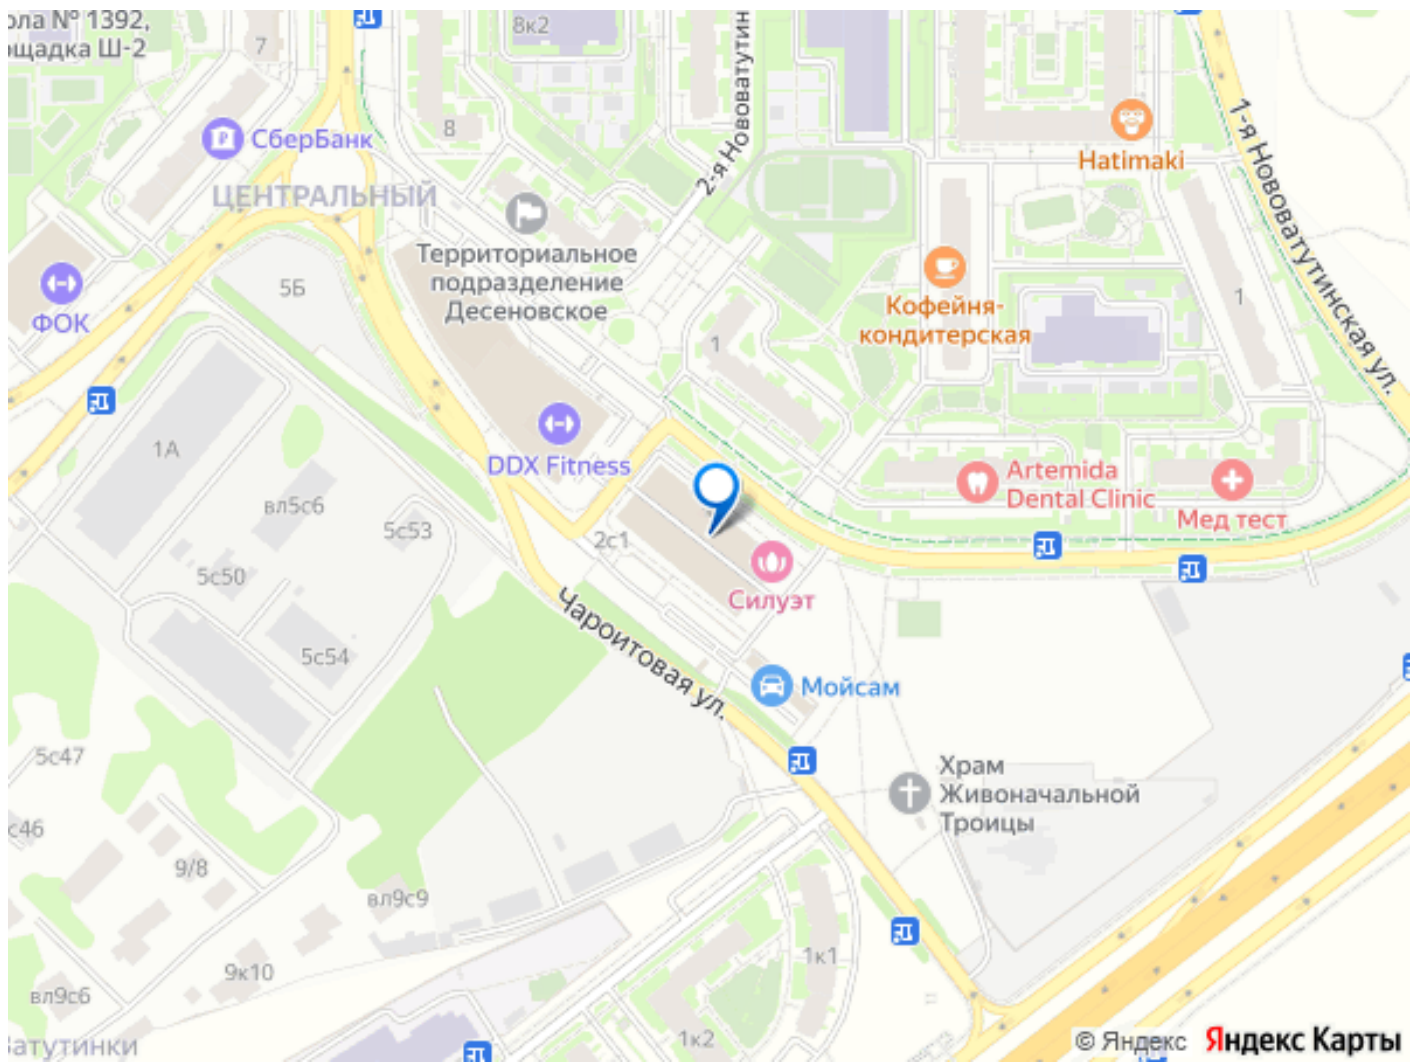 ола № 1392,
ощадка Ш-2
7
8к2
8
СберБанк
ЦЕНТРАЛЬНЫЙ
2-я Нововатутин
1-я Нововатутинская ул.
Hatimaki
Территориальное
подразделение
Десеновское
5Б
ФОК
Кофейня-
кондитерская
1
1
1А
DDX Fitness
Artemida
Dental Clinic
Мед тест
вл5с6
5с53
2с1
5с50
Силуэт
Чароитовая ул.
5с54
Мойсам
5с47
Храм
Живоначальной
Троицы
с46
9/8
вл9с9
9к10
1к1
вл9с6
1к2
Ватутинки
© Яндекс Яндекс Карты